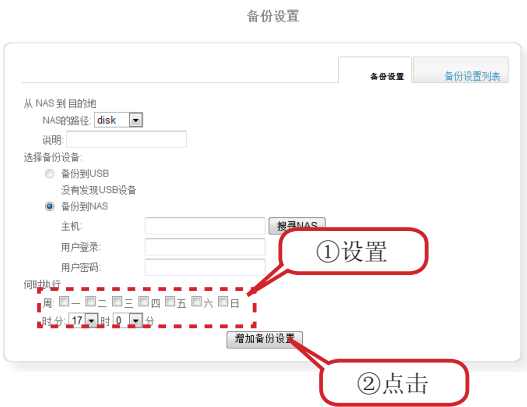 备份设置
备份设置 备份设置列表
从 NAS 到 目的地
NAS的路径: disk
说明:
选择备份设备:
备份到USB
没有发现USB设备
备份到NAS
主机: 搜寻NAS
用户登录:
用户密码:
①设置
何时执行
周: 一 二 三 四 五 六 日
时 分: 17 时 0 分
增加备份设置
②点击